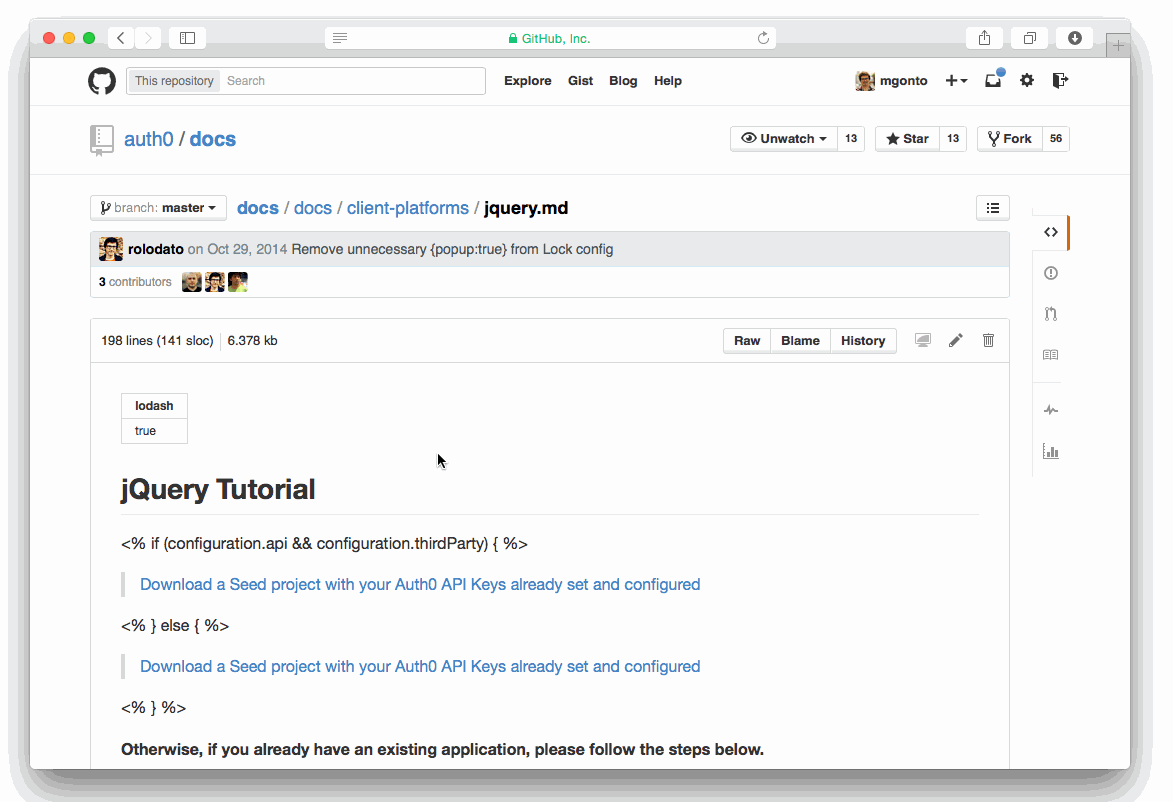 GitHub, Inc.
This repository Search Explore Gist Blog Help mgonto
auth0 / docs Unwatch 13 Star 13 Fork 56
branch: master docs / docs / client-platforms / jquery.md
rolodato on Oct 29, 2014 Remove unnecessary {popup:true} from Lock config
3 contributors
198 lines (141 sloc) 6.378 kb Raw Blame History
lodash
true
jQuery Tutorial
<% if (configuration.api && configuration.thirdParty) { %>
Download a Seed project with your Auth0 API Keys already set and configured
<% } else { %>
Download a Seed project with your Auth0 API Keys already set and configured
<% } %>
Otherwise, if you already have an existing application, please follow the steps below.